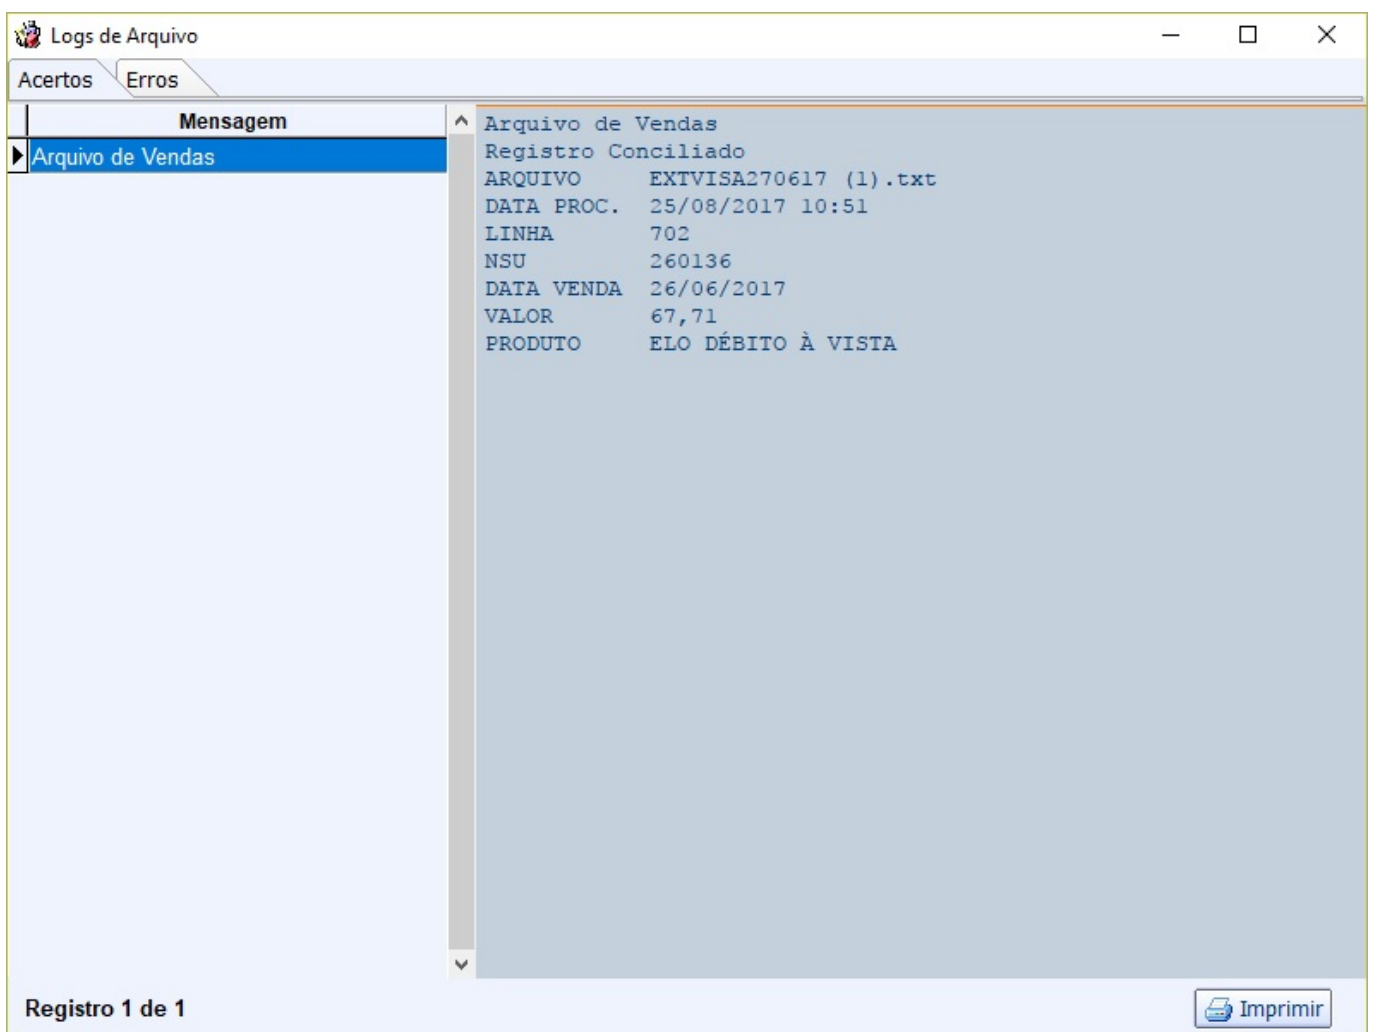 Logs de Arquivo
Acertos Erros
Mensagem
Arquivo de Vendas
Arquivo de Vendas
Registro Conciliado
ARQUIVO EXTVISA270617 (1).txt
DATA PROC. 25/08/2017 10:51
LINHA 702
NSU 260136
DATA VENDA 26/06/2017
VALOR 67,71
PRODUTO ELO DÉBITO À VISTA
Registro 1 de 1
Imprimir